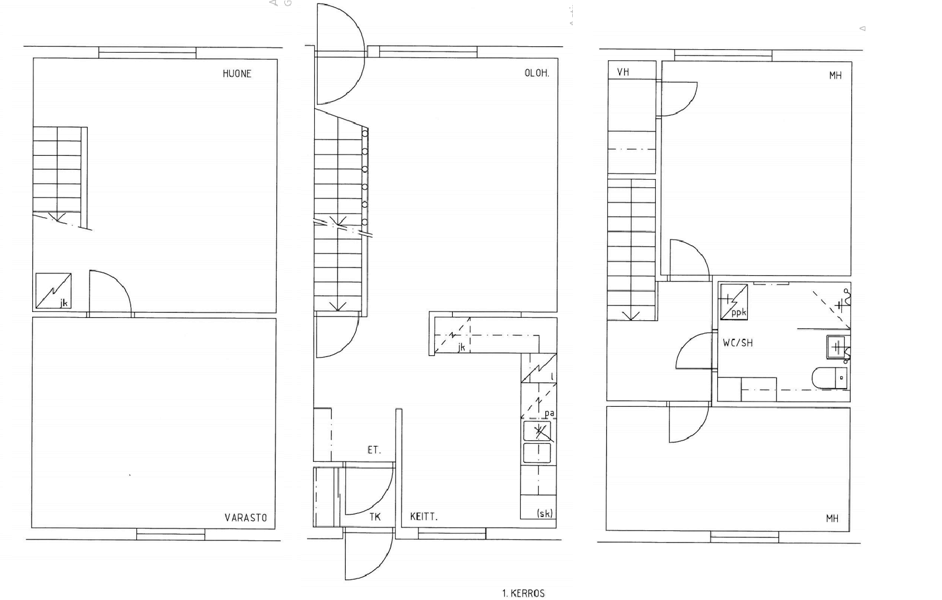 HUONE
jk
VARASTO
OLOH.
jk
l
pa
ET.
TK
KEITT.
(sk)
1. KERROS
VH
MH
ppk
WC/SH
MH